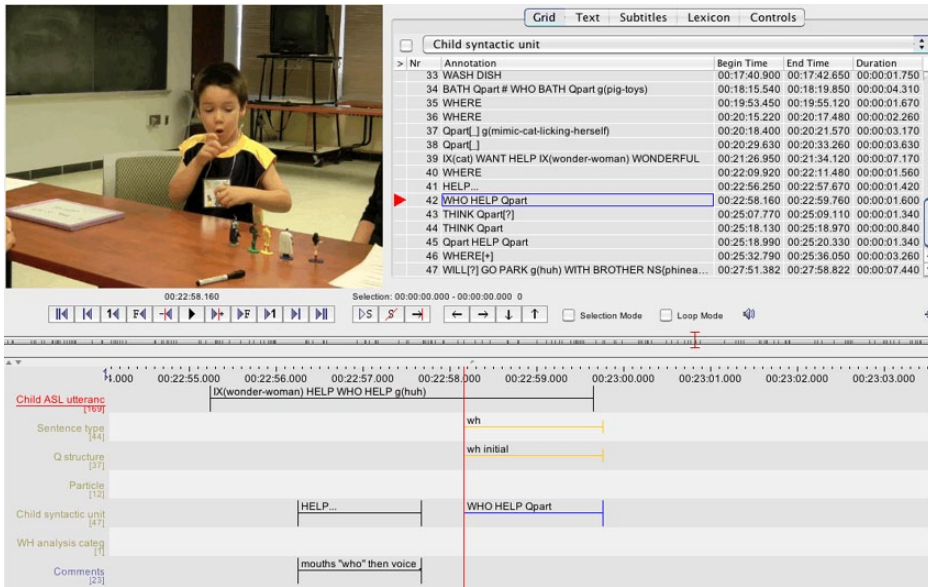 Grid Text Subtitles Lexicon Controls
Child syntactic unit
> Nr Annotation Begin Time End Time Duration
33 WASH DISH 00:17:40.900 00:17:42.650 00:00:01.750
34 BATH Qpart # WHO BATH Qpart g(pig-toys) 00:18:15.540 00:18:19.850 00:00:04.310
35 WHERE 00:19:53.450 00:19:55.120 00:00:01.670
36 WHERE 00:20:15.220 00:20:17.480 00:00:02.260
37 Qpart[_] g(mimic-cat-licking-herself) 00:20:18.400 00:20:21.570 00:00:03.170
38 Qpart[_] 00:20:29.630 00:20:33.260 00:00:03.630
39 IX(cat) WANT HELP IX(wonder-woman) WONDERFUL 00:21:26.950 00:21:34.120 00:00:07.170
40 WHERE 00:22:09.920 00:22:11.480 00:00:01.560
41 HELP... 00:22:56.250 00:22:57.670 00:00:01.420
42 WHO HELP Qpart 00:22:58.160 00:22:59.760 00:00:01.600
43 THINK Qpart[?] 00:25:07.770 00:25:09.110 00:00:01.340
44 THINK Qpart 00:25:18.130 00:25:18.970 00:00:00.840
45 Qpart HELP Qpart 00:25:18.990 00:25:20.330 00:00:01.340
46 WHERE[+] 00:25:32.790 00:25:36.050 00:00:03.260
47 WILL[?] GO PARK g(huh) WITH BROTHER NS(phinea... 00:27:51.382 00:27:58.822 00:00:07.440
00:22:58.160 Selection: 00:00:00.000 - 00:00:00.000 0
1 F F 1 S S Selection Mode Loop Mode
4.000 00:22:55.000 00:22:56.000 00:22:57.000 00:22:58.000 00:22:59.000 00:23:00.000 00:23:01.000 00:23:02.000 00:23:03.000
Child ASL utteranc IX(wonder-woman) HELP WHO HELP g(huh)
[169]
Sentence type wh
[44]
Q structure wh initial
[37]
Particle
[12]
Child syntactic unit HELP... WHO HELP Qpart
[47]
WH analysis categ
Comments mouths "who" then voice
[23]